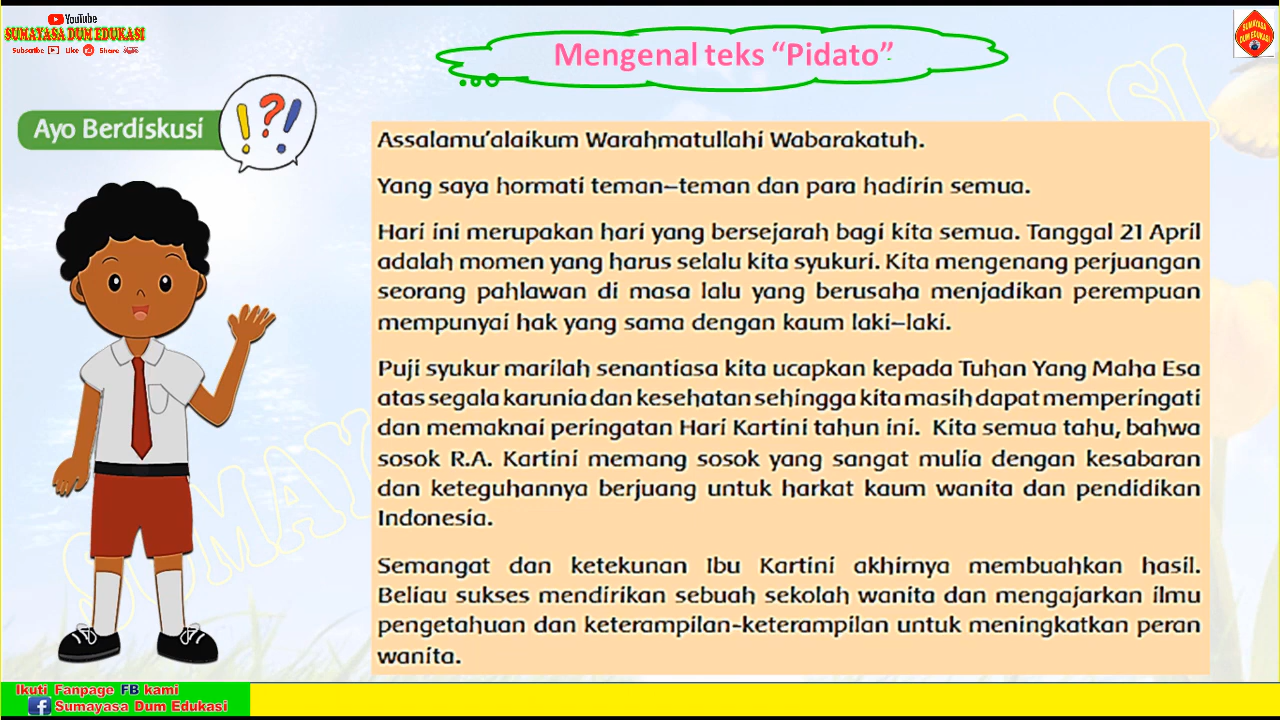 YouTube
SUMAYASA DUM EDUKASI
Subscribe Like Share
Mengenal teks “Pidato”
SUMAYASA
DUM EDUKASI
Ayo Berdiskusi
!?!
Assalamu’alaikum Warahmatullahi Wabarakatuh.
Yang saya hormati teman–teman dan para hadirin semua.
Hari ini merupakan hari yang bersejarah bagi kita semua. Tanggal 21 April
adalah momen yang harus selalu kita syukuri. Kita mengenang perjuangan
seorang pahlawan di masa lalu yang berusaha menjadikan perempuan
mempunyai hak yang sama dengan kaum laki–laki.
Puji syukur marilah senantiasa kita ucapkan kepada Tuhan Yang Maha Esa
atas segala karunia dan kesehatan sehingga kita masih dapat memperingati
dan memaknai peringatan Hari Kartini tahun ini. Kita semua tahu, bahwa
sosok R.A. Kartini memang sosok yang sangat mulia dengan kesabaran
dan keteguhannya berjuang untuk harkat kaum wanita dan pendidikan
Indonesia.
Semangat dan ketekunan Ibu Kartini akhirnya membuahkan hasil.
Beliau sukses mendirikan sebuah sekolah wanita dan mengajarkan ilmu
pengetahuan dan keterampilan-keterampilan untuk meningkatkan peran
wanita.
Ikuti Fanpage FB kami
Sumayasa Dum Edukasi